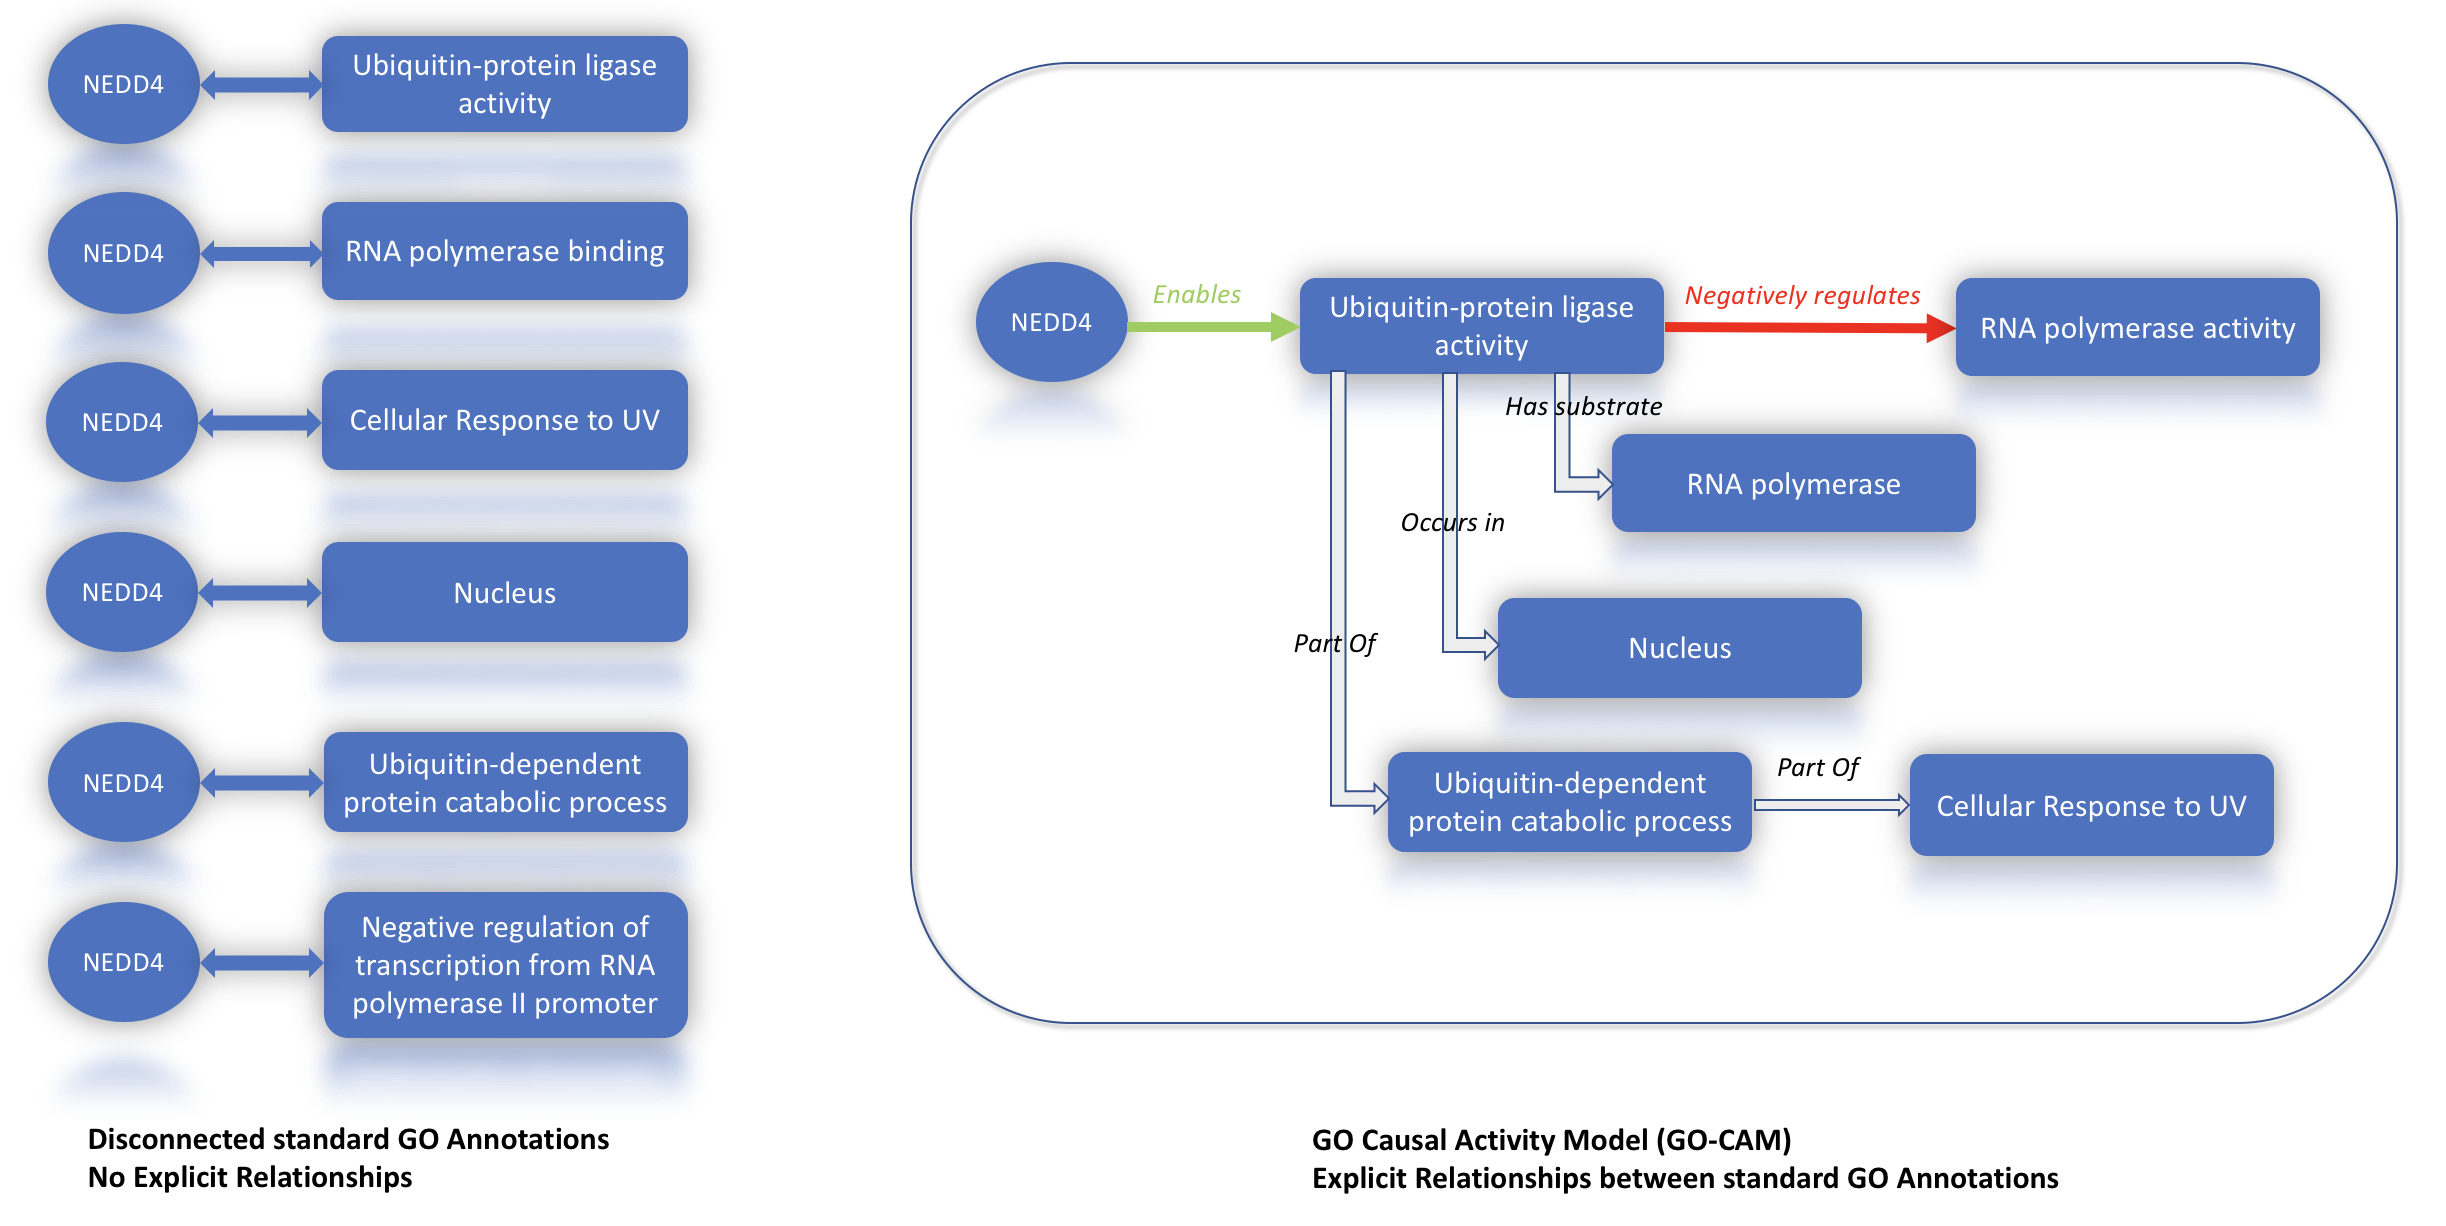 NEDD4
Ubiquitin-protein ligase
activity
NEDD4
RNA polymerase binding
NEDD4
Cellular Response to UV
NEDD4
Nucleus
NEDD4
Ubiquitin-dependent
protein catabolic process
NEDD4
Negative regulation of
transcription from RNA
polymerase II promoter
Disconnected standard GO Annotations
No Explicit Relationships
NEDD4
Enables
Ubiquitin-protein ligase
activity
Negatively regulates
RNA polymerase activity
Has substrate
RNA polymerase
Occurs in
Nucleus
Part Of
Ubiquitin-dependent
protein catabolic process
Part Of
Cellular Response to UV
GO Causal Activity Model (GO-CAM)
Explicit Relationships between standard GO Annotations